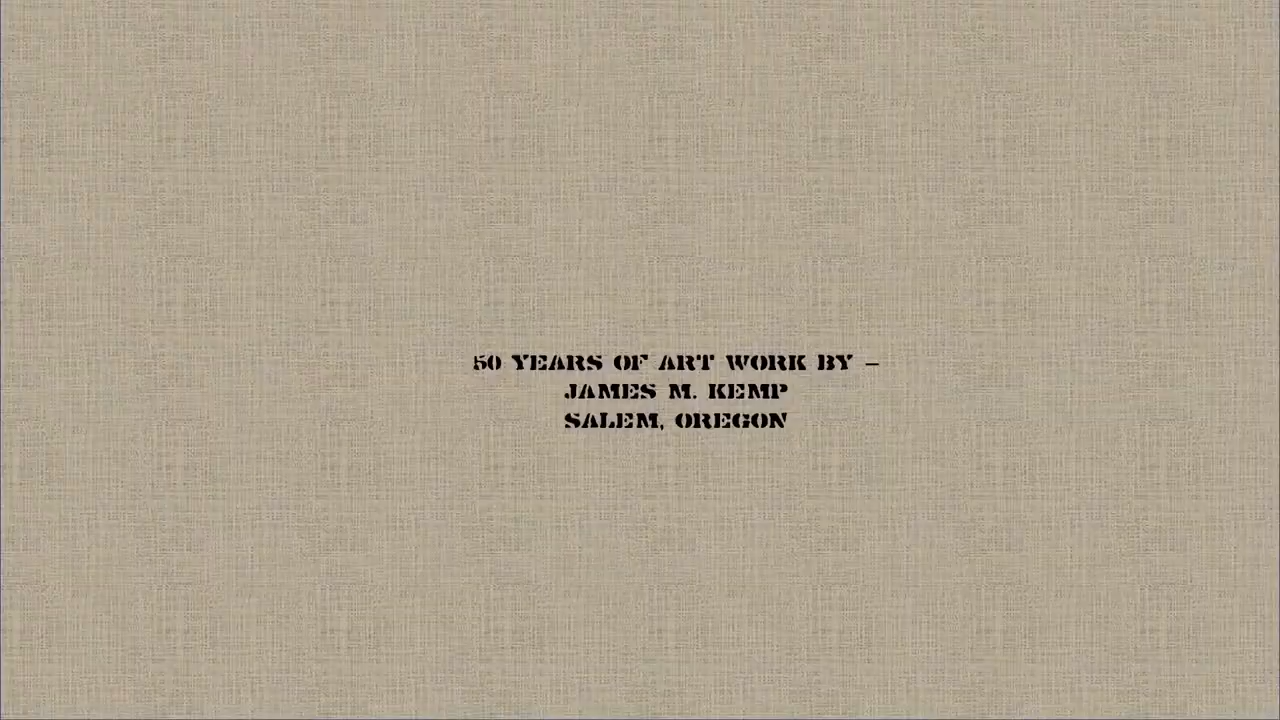 50 YEARS OF ART WORK BY –
JAMES M. KEMP
SALEM, OREGON